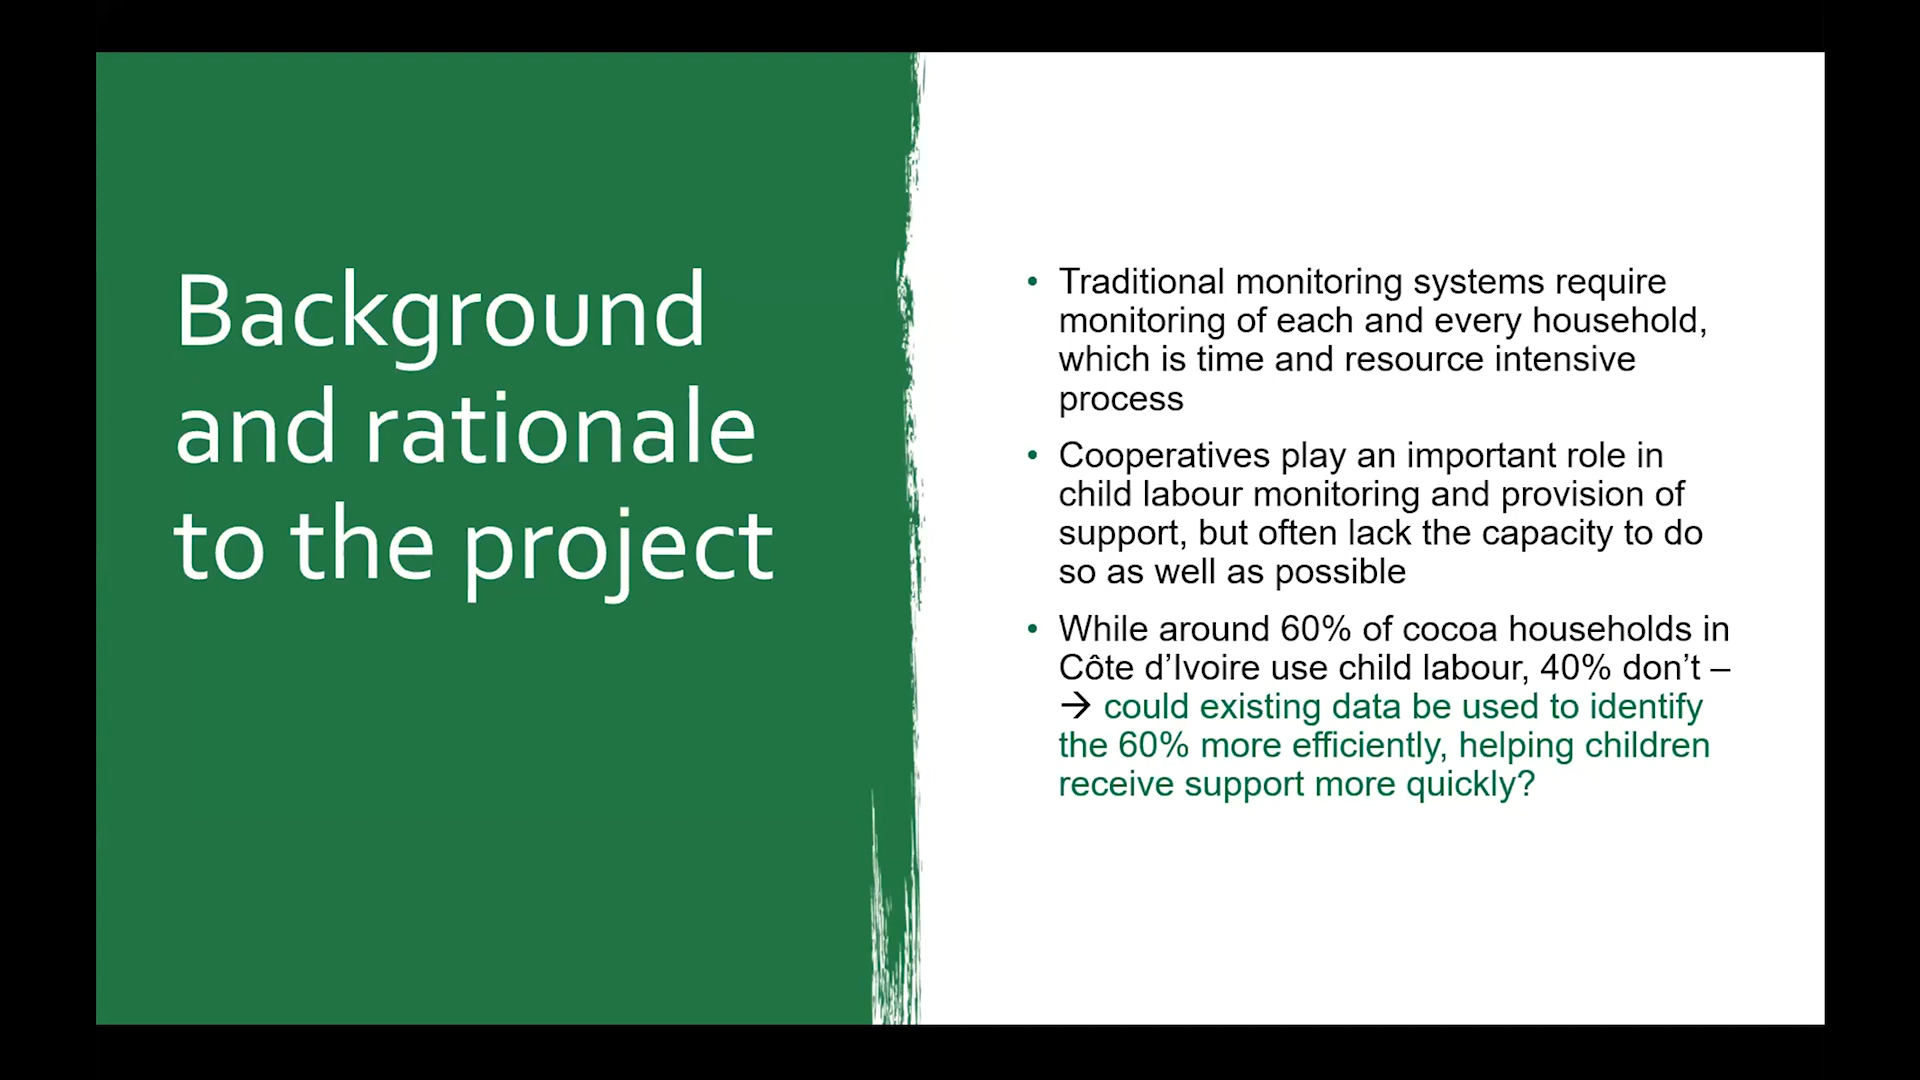 Background
and rationale
to the project
• Traditional monitoring systems require
monitoring of each and every household,
which is time and resource intensive
process
• Cooperatives play an important role in
child labour monitoring and provision of
support, but often lack the capacity to do
so as well as possible
• While around 60% of cocoa households in
Côte d’Ivoire use child labour, 40% don’t –
→ could existing data be used to identify
the 60% more efficiently, helping children
receive support more quickly?